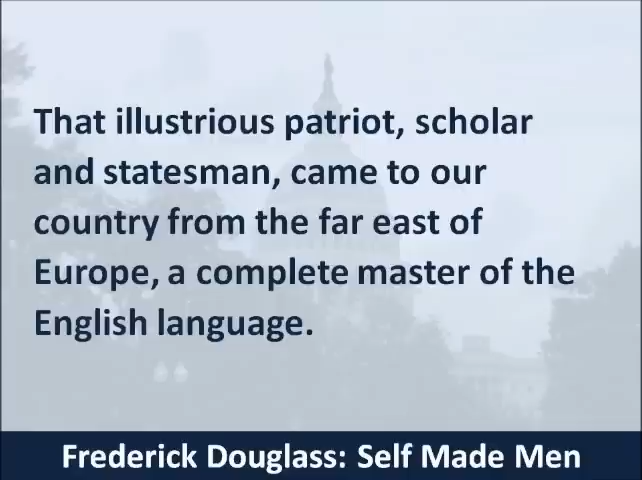 That illustrious patriot, scholar
and statesman, came to our
country from the far east of
Europe, a complete master of the
English language.
Frederick Douglass: Self Made Men